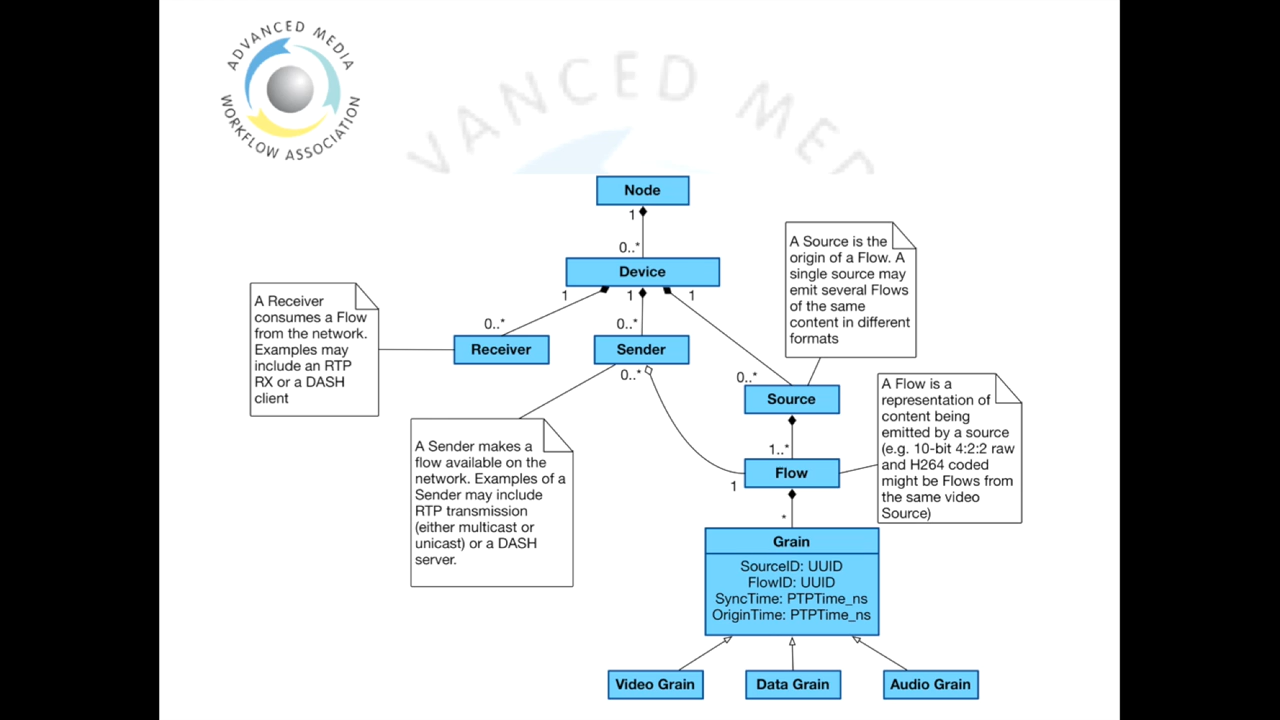 ADVANCED MEDIA
WORKFLOW ASSOCIATION
VANCED MED
Node
1
0..*
Device
1
1
1
0..*
0..*
0..*
Receiver
Sender
Source
0..*
1..*
Flow
1
*
Grain
SourceID: UUID
FlowID: UUID
SyncTime: PTPTime_ns
OriginTime: PTPTime_ns
Video Grain
Data Grain
Audio Grain
A Receiver
consumes a Flow
from the network.
Examples may
include an RTP
RX or a DASH
client
A Sender makes a
flow available on the
network. Examples of a
Sender may include
RTP transmission
(either multicast or
unicast) or a DASH
server.
A Source is the
origin of a Flow. A
single source may
emit several Flows
of the same
content in different
formats
A Flow is a
representation of
content being
emitted by a source
(e.g. 10-bit 4:2:2 raw
and H264 coded
might be Flows from
the same video
Source)